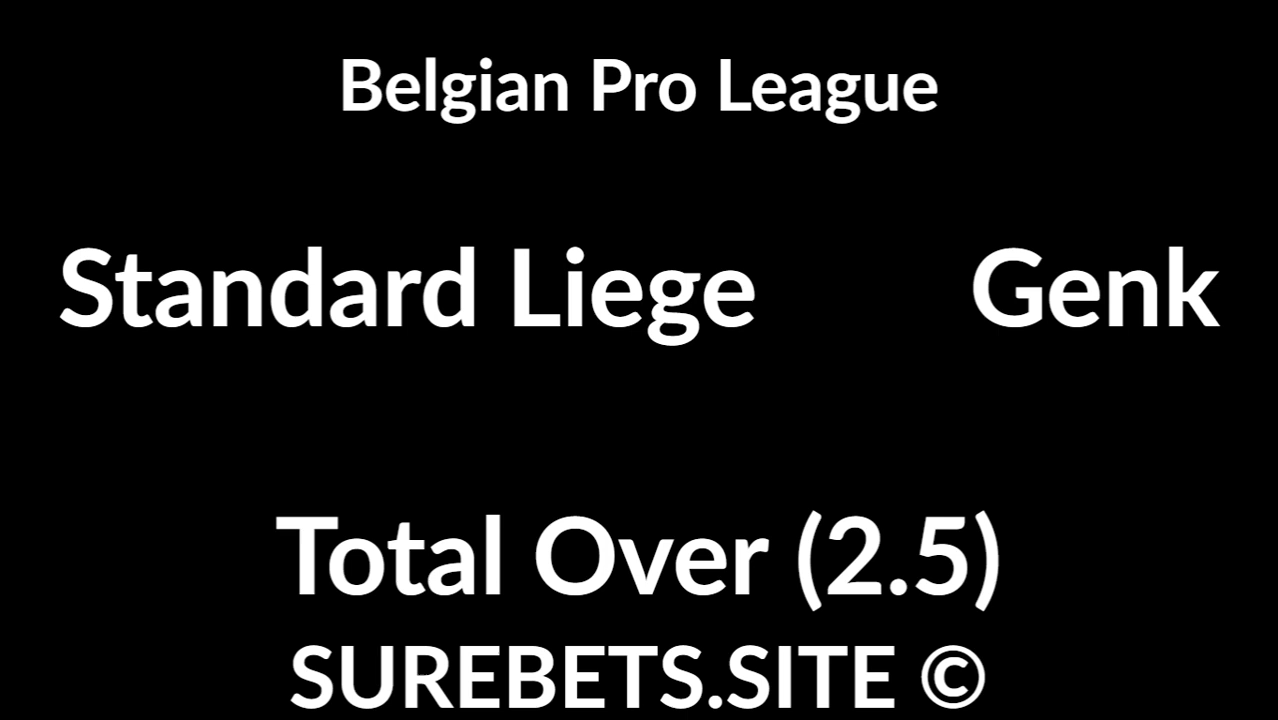 Belgian Pro League
Standard Liege Genk
Total Over (2.5)
SUREBETS.SITE ©